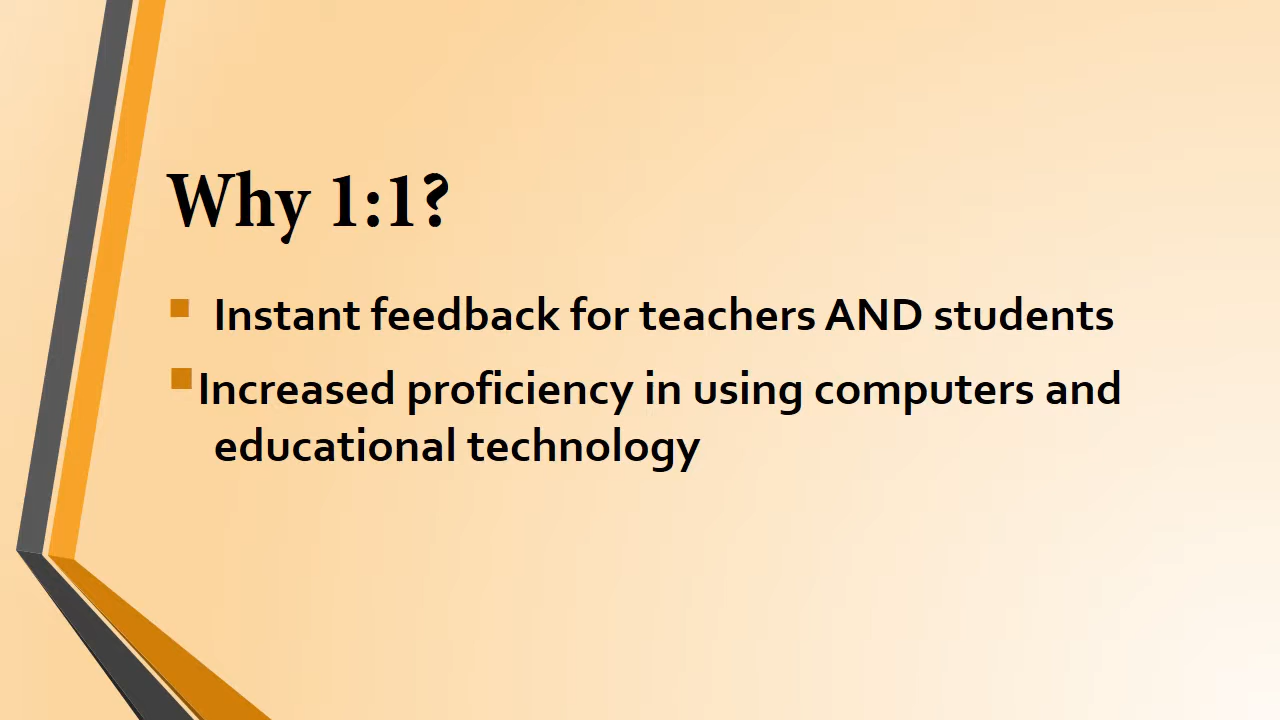 Why 1:1?
Instant feedback for teachers AND students
Increased proficiency in using computers and
educational technology